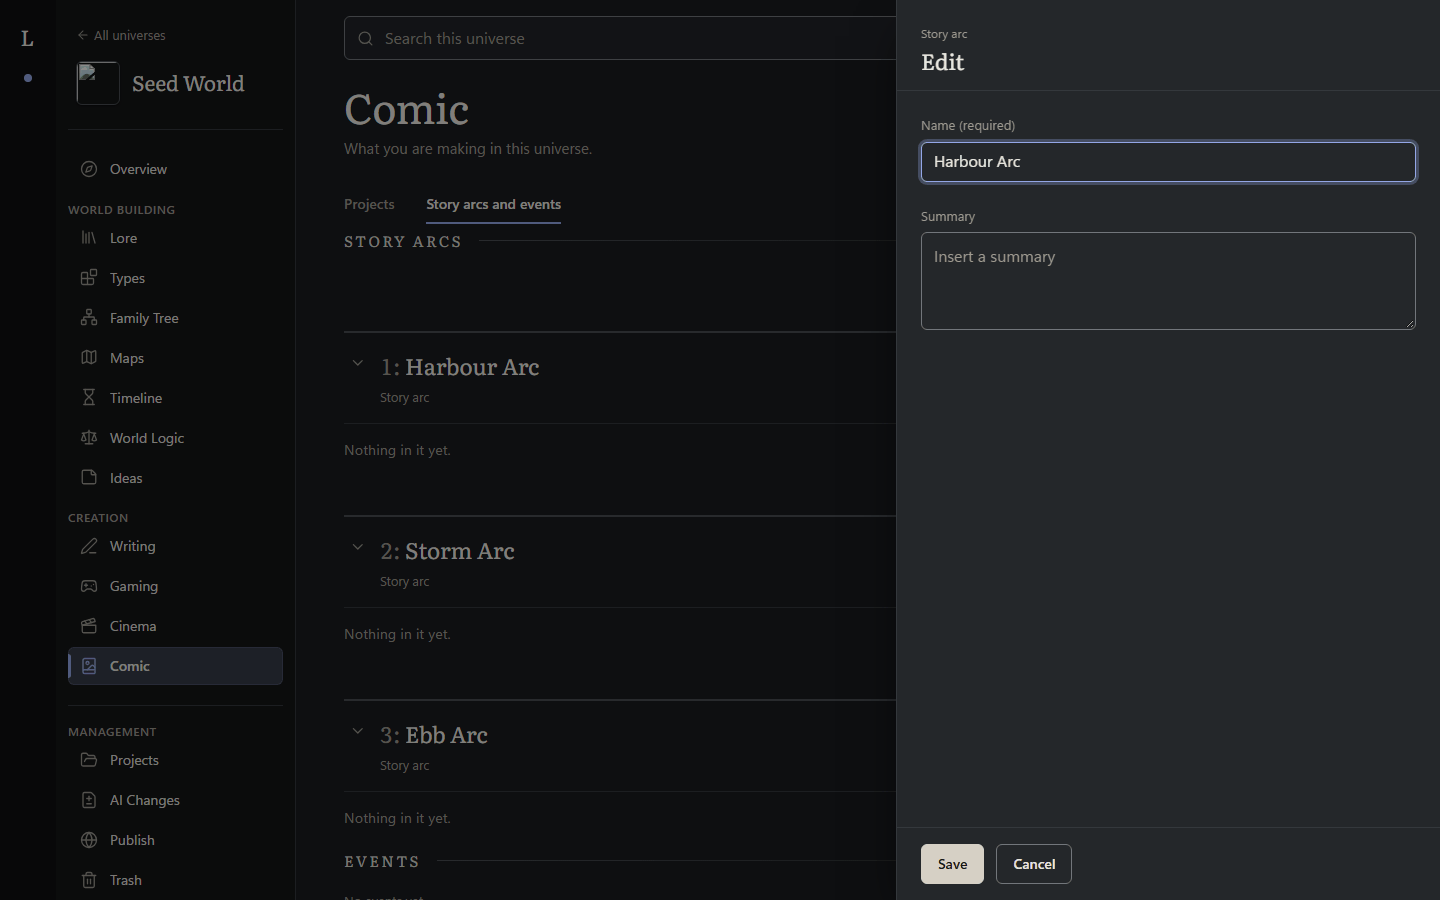 L
All universes
Seed World
Overview
WORLD BUILDING
Lore
Types
Family Tree
Maps
Timeline
World Logic
Ideas
CREATION
Writing
Gaming
Cinema
Comic
MANAGEMENT
Projects
AI Changes
Publish
Trash
Search this universe
Comic
What you are making in this universe.
Projects
Story arcs and events
STORY ARCS
1: Harbour Arc
Story arc
Nothing in it yet.
2: Storm Arc
Story arc
Nothing in it yet.
3: Ebb Arc
Story arc
Nothing in it yet.
EVENTS
Story arc
Edit
Name (required)
Harbour Arc
Summary
Insert a summary
Save
Cancel